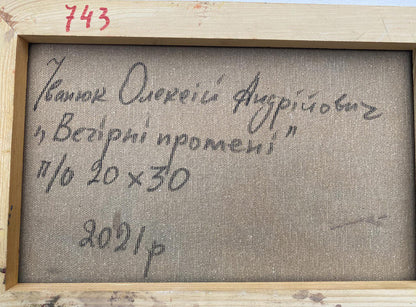 743
Іванюк Олексій Андрійович
„Вечірні промені"
п/о 20×30
2021р